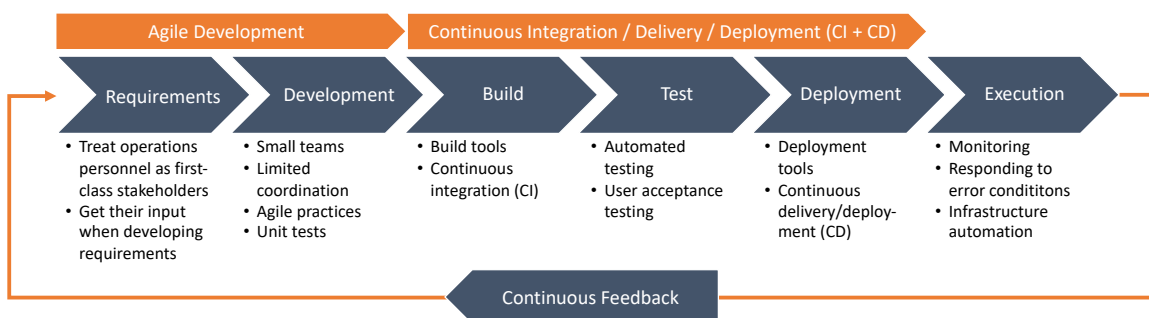 Agile Development
Continuous Integration / Delivery / Deployment (CI + CD)
Requirements
Development
Build
Test
Deployment
Execution
• Treat operations
personnel as first-
class stakeholders
• Get their input
when developing
requirements
• Small teams
• Limited
coordination
• Agile practices
• Unit tests
• Build tools
• Continuous
integration (CI)
• Automated
testing
• User acceptance
testing
• Deployment
tools
• Continuous
delivery/deploy-
ment (CD)
• Monitoring
• Responding to
error condititons
• Infrastructure
automation
Continuous Feedback